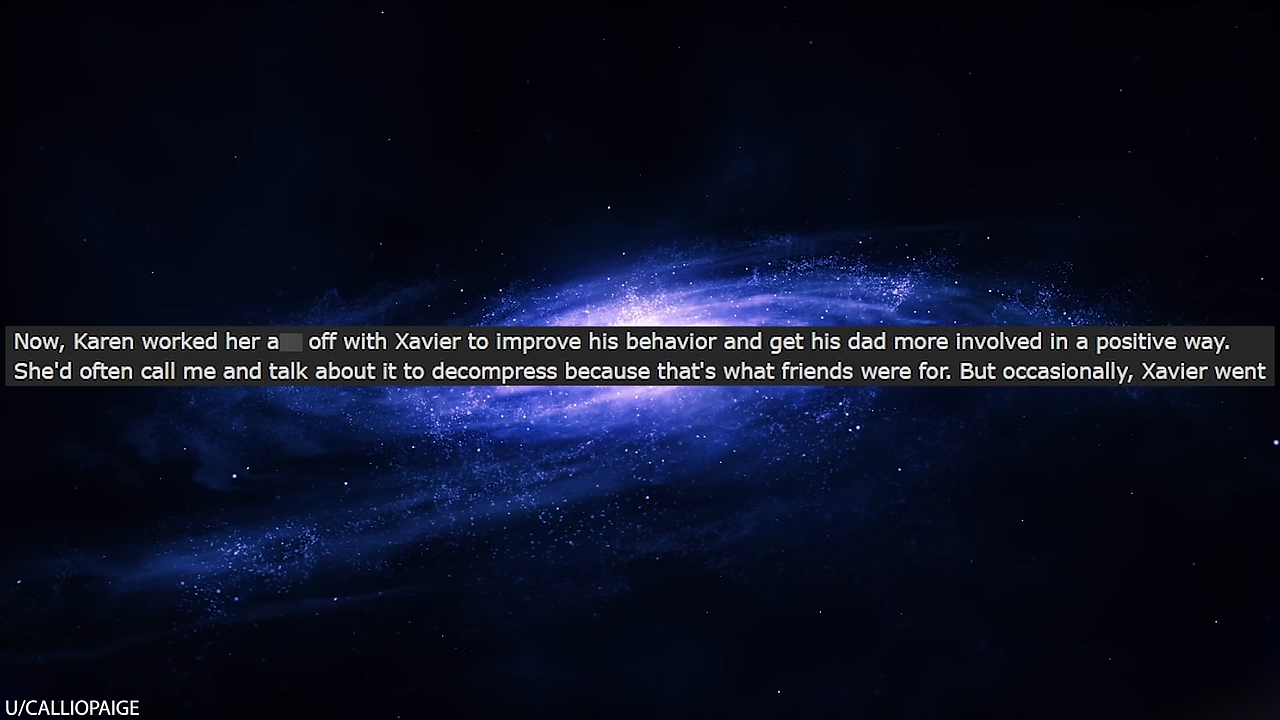 Now, Karen worked her a off with Xavier to improve his behavior and get his dad more involved in a positive way.
She'd often call me and talk about it to decompress because that's what friends were for. But occasionally, Xavier went
U/CALLIOPAIGE